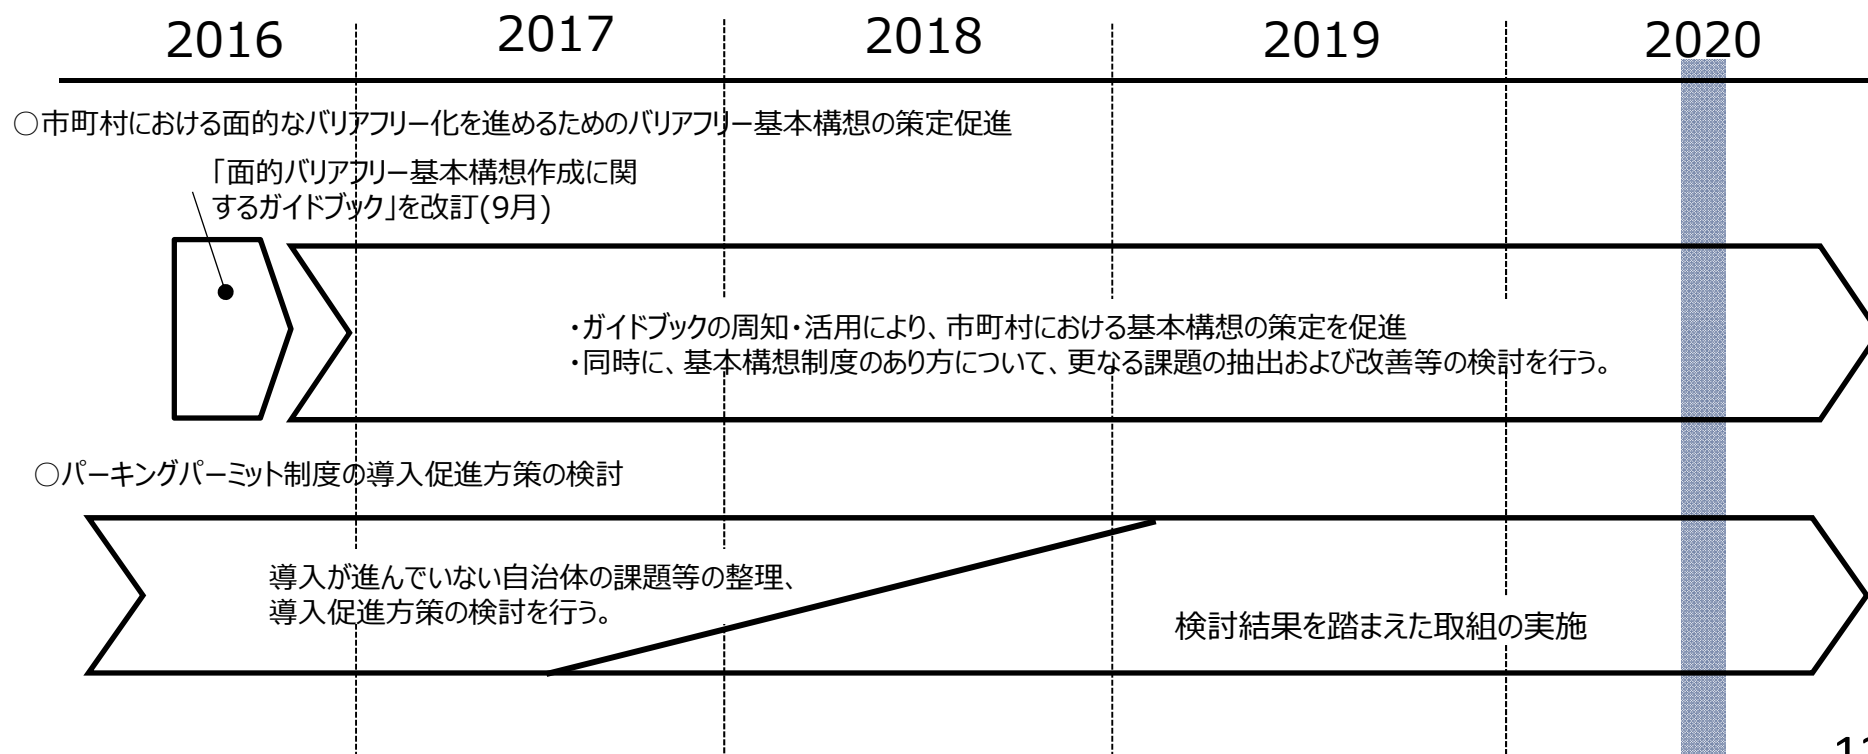 2016 2017 2018 2019 2020
○市町村における面的なバリアフリー化を進めるためのバリアフリー基本構想の策定促進
「面的バリアフリー基本構想作成に関
するガイドブック」を改訂(9月)
・ガイドブックの周知・活用により、市町村における基本構想の策定を促進
・同時に、基本構想制度のあり方について、更なる課題の抽出および改善等の検討を行う。
○パーキングパーミット制度の導入促進方策の検討
導入が進んでいない自治体の課題等の整理、
導入促進方策の検討を行う。
検討結果を踏まえた取組の実施